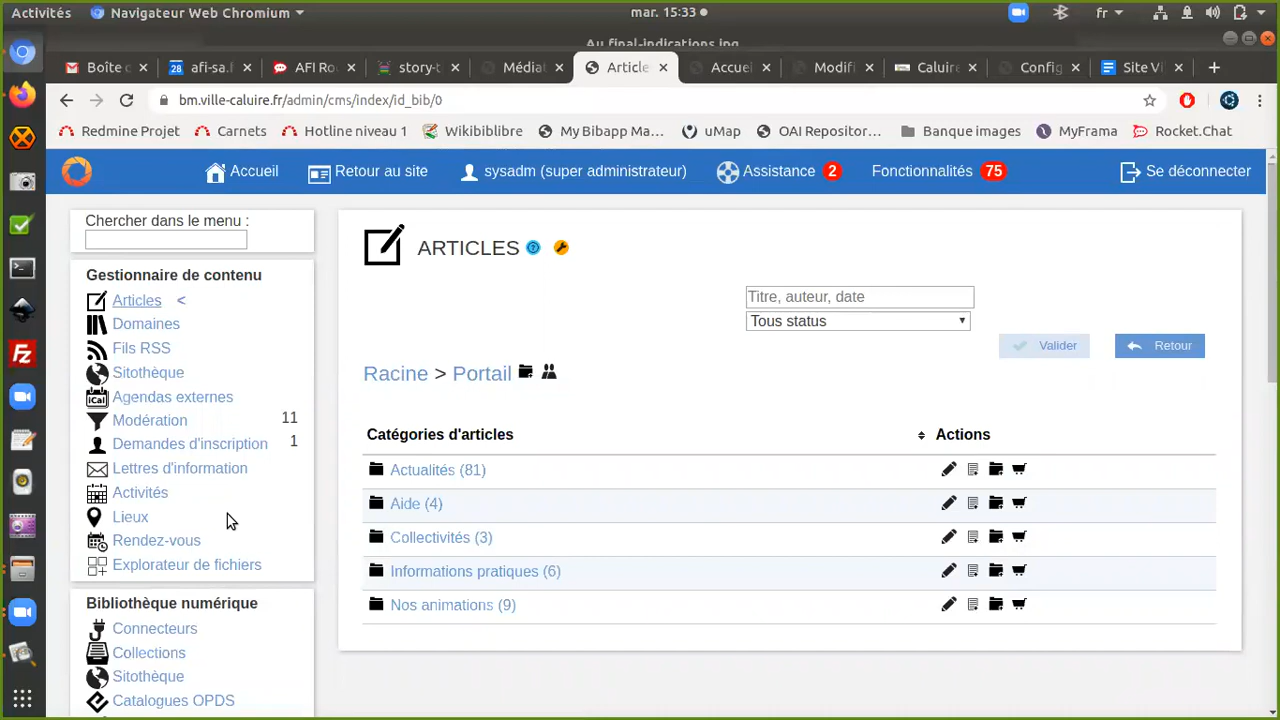 Activités
Navigateur Web Chromium
mar. 15:33
fr
Au final-indications.jpg
Boîte d
28
afi-sa.f
AFI Ro
story-t
Média
Article
Accuei
Modifi
Caluire
Config
Site Vi
bm.ville-caluire.fr/admin/cms/index/id_bib/0
Redmine Projet
Carnets
Hotline niveau 1
Wikibiblibre
My Bibapp Ma...
uMap
OAI Repositor...
Banque images
MyFrama
Rocket.Chat
Accueil
Retour au site
sysadm (super administrateur)
Assistance 2
Fonctionnalités 75
Se déconnecter
Chercher dans le menu :
Gestionnaire de contenu
Articles <
Domaines
Fils RSS
Sitothèque
iCal Agendas externes
Modération 11
Demandes d'inscription 1
Lettres d'information
Activités
Lieux
Rendez-vous
Explorateur de fichiers
Bibliothèque numérique
Connecteurs
Collections
Sitothèque
Catalogues OPDS
ARTICLES
Titre, auteur, date
Tous status
Valider
Retour
Racine > Portail
Catégories d'articles
Actions
Actualités (81)
Aide (4)
Collectivités (3)
Informations pratiques (6)
Nos animations (9)